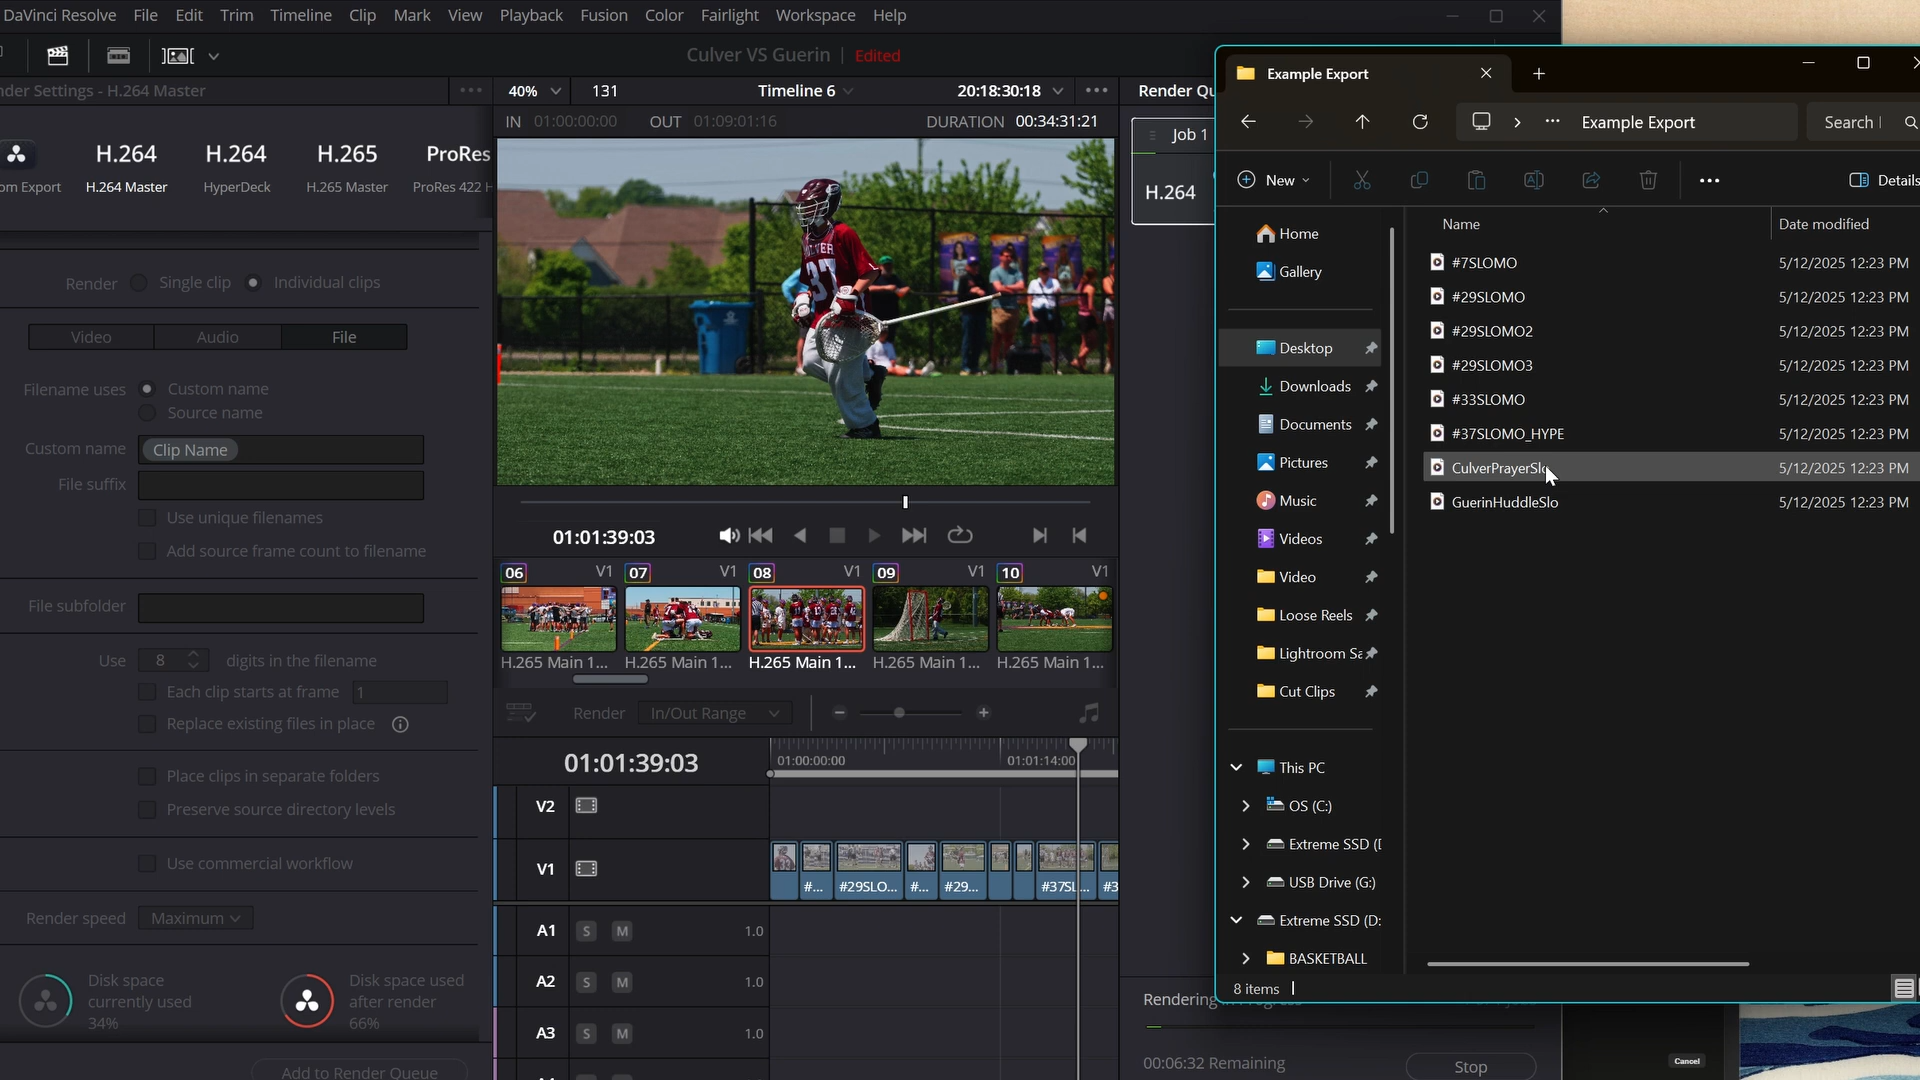 DaVinci Resolve File Edit Trim Timeline Clip Mark View Playback Fusion Color Fairlight Workspace Help
Culver VS Guerin | Edited
Settings - H.264 Master
40% 131 Timeline 6 20:18:30:18
IN 01:00:00:00 OUT 01:09:01:16 DURATION 00:34:31:21
H.264 H.264 H.265 ProRes
Export H.264 Master HyperDeck H.265 Master ProRes 422
Render Single clip Individual clips
Video Audio File
Filename uses Custom name
Source name
Custom name Clip Name
File suffix
Use unique filenames
Add source frame count to filename
File subfolder
Use 8 digits in the filename
Each clip starts at frame 1
Replace existing files in place
Place clips in separate folders
Preserve source directory levels
Use commercial workflow
Render speed Maximum
Disk space
currently used
34%
Disk space used
after render
66%
Add to Render Queue
CULVER
37
01:01:39:03
06 V1 07 V1 08 V1 09 V1 10 V1
H.265 Main 1... H.265 Main 1... H.265 Main 1... H.265 Main 1... H.265 Main 1...
Render In/Out Range
01:01:39:03
01:00:00:00 01:01:14:00
V2
V1
#... #29SLO... #... #29... #37SL... #3
A1 S M 1.0
A2 S M 1.0
A3 S M 1.0
Render
Job 1
H.264
Rendering
00:06:32 Remaining
Stop
Example Export
Example Export
Search
New
Details
Home
Gallery
Desktop
Downloads
Documents
Pictures
Music
Videos
Video
Loose Reels
Lightroom
Cut Clips
This PC
OS (C:)
Extreme SSD
USB Drive (G:)
Extreme SSD (D:
BASKETBALL
Name Date modified
#7SLOMO 5/12/2025 12:23 PM
#29SLOMO 5/12/2025 12:23 PM
#29SLOMO2 5/12/2025 12:23 PM
#29SLOMO3 5/12/2025 12:23 PM
#33SLOMO 5/12/2025 12:23 PM
#37SLOMO_HYPE 5/12/2025 12:23 PM
CulverPrayerSlo 5/12/2025 12:23 PM
GuerinHuddleSlo 5/12/2025 12:23 PM
8 items
Cancel